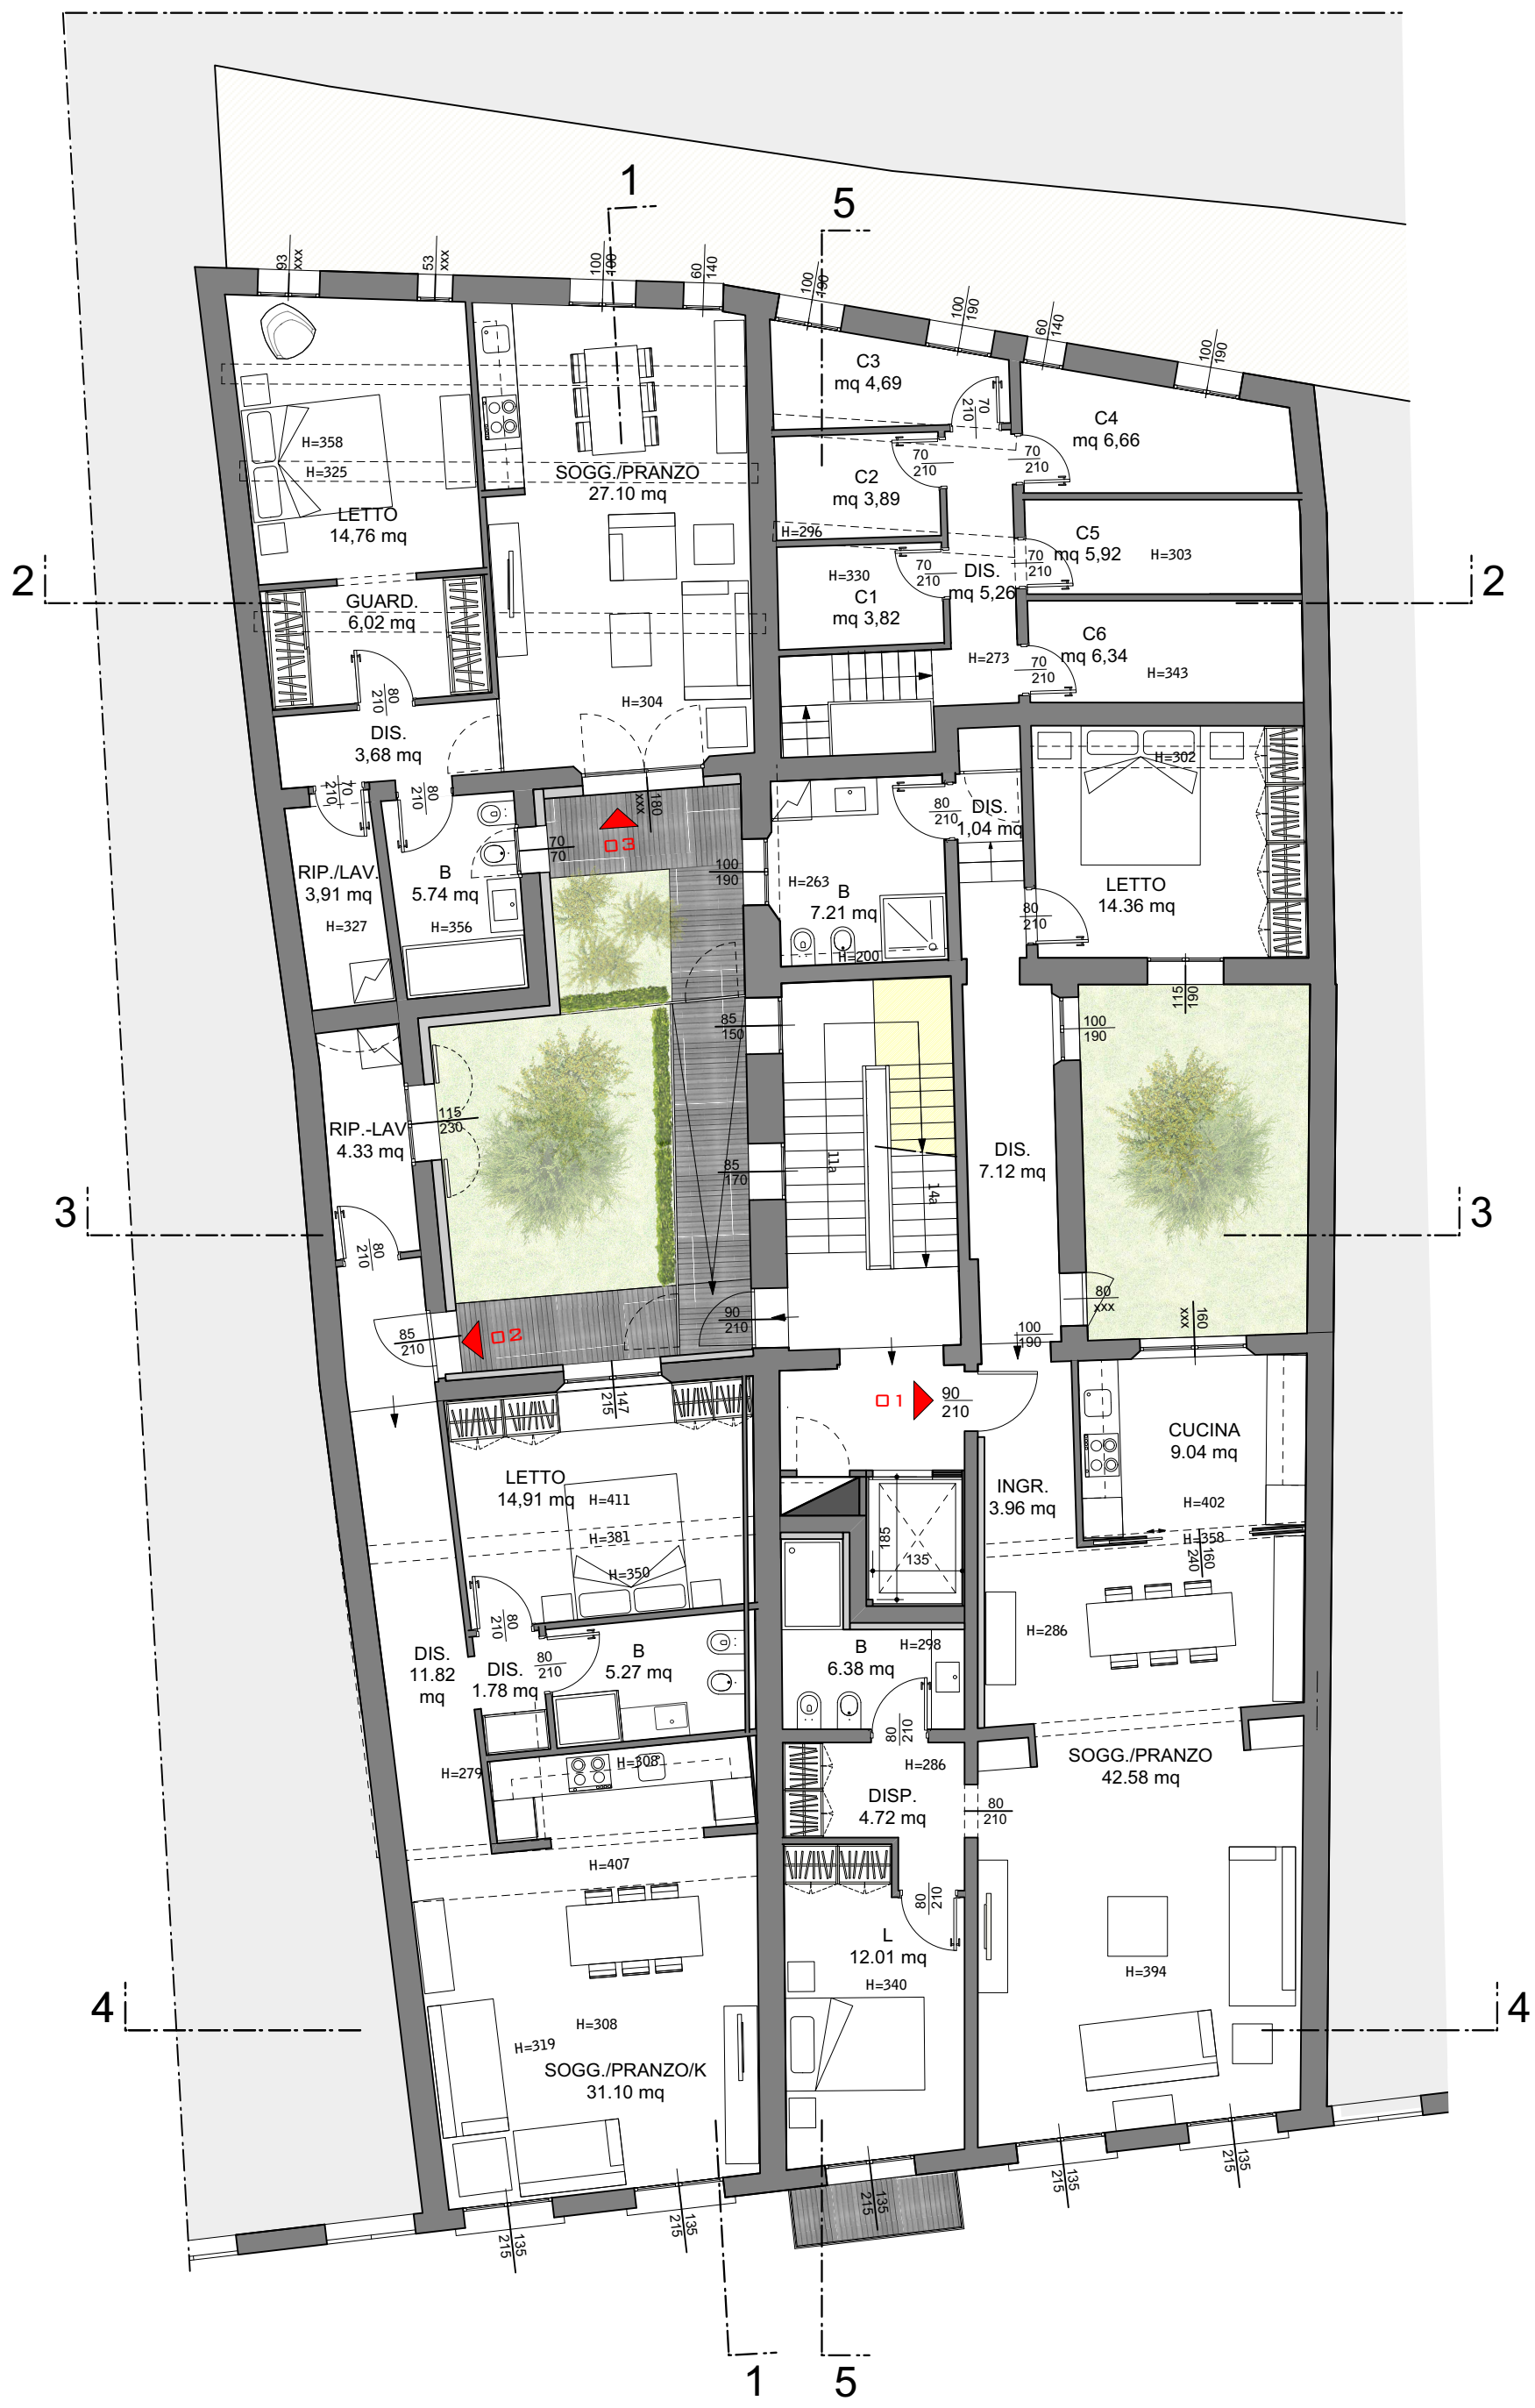 1
5
93
xxx
53
xxx
100
100
60
140
100
190
100
190
60
140
100
190
C3
mq 4,69
70
210
C4
mq 6,66
H=358
H=325
SOGG./PRANZO
27.10 mq
70
210
70
210
C2
mq 3,89
LETTO
14,76 mq
H=296
C5
mq 5,92
H=303
70
210
70
210
H=330
DIS.
mq 5,26
C1
mq 3,82
2
2
GUARD.
6,02 mq
C6
mq 6,34
H=273
70
210
H=343
80
210
H=304
DIS.
3,68 mq
H=302
70
210
80
210
180
xxx
80
210
DIS.
1,04 mq
03
70
70
100
190
RIP./LAV.
3,91 mq
B
5.74 mq
H=263
B
7.21 mq
LETTO
14.36 mq
H=327
H=356
80
210
H=200
115
190
85
150
100
190
115
230
RIP.-LAV
4.33 mq
DIS.
7.12 mq
11a
85
170
14a
3
3
80
210
80
xxx
90
210
160
xxx
02
85
210
100
190
147
215
01
90
210
CUCINA
9.04 mq
LETTO
14,91 mq
H=411
INGR.
3.96 mq
H=402
H=381
185
H=358
135
160
240
H=350
80
210
H=286
DIS.
11.82
mq
DIS.
1.78 mq
80
210
B
5.27 mq
B
6.38 mq
H=298
80
210
H=279
H=308
H=286
SOGG./PRANZO
42.58 mq
DISP.
4.72 mq
80
210
H=407
80
210
L
12.01 mq
H=394
H=340
4
4
H=308
H=319
SOGG./PRANZO/K
31.10 mq
135
215
135
215
135
215
135
215
135
215
1
5